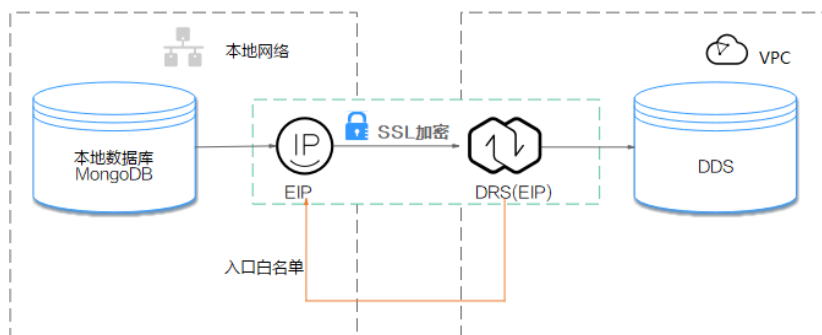 本地网络
VPC
本地数据库
MongoDB
IP
SSL加密
EIP
DRS(EIP)
DDS
入口白名单